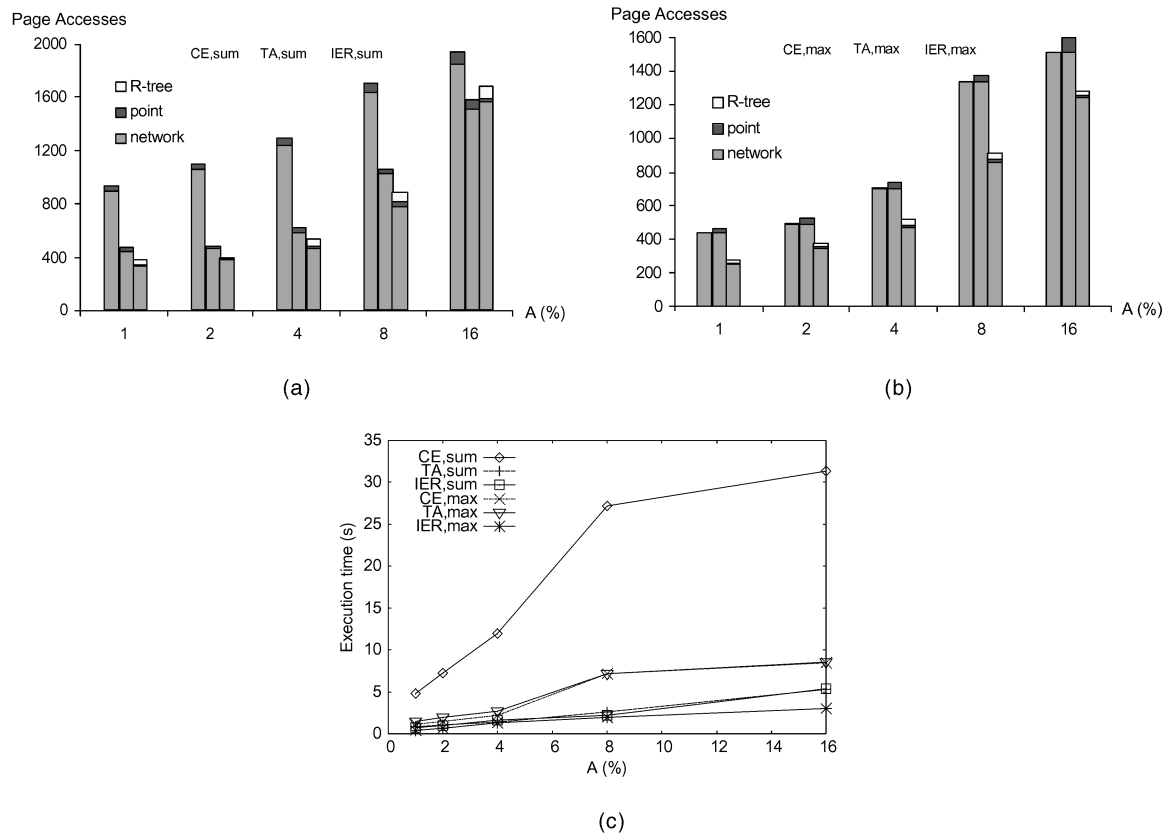 Page Accesses
2000
1600
1200
800
400
0
CE,sum TA,sum IER,sum
R-tree
point
network
1 2 4 8 16
A (%)
(a)
Page Accesses
1600
1400
1200
1000
800
600
400
200
0
CE,max TA,max IER,max
R-tree
point
network
1 2 4 8 16
A (%)
(b)
35
30
25
20
15
10
5
0
Execution time (s)
CE,sum
TA,sum
IER,sum
CE,max
TA,max
IER,max
0 2 4 6 8 10 12 14 16
A (%)
(c)